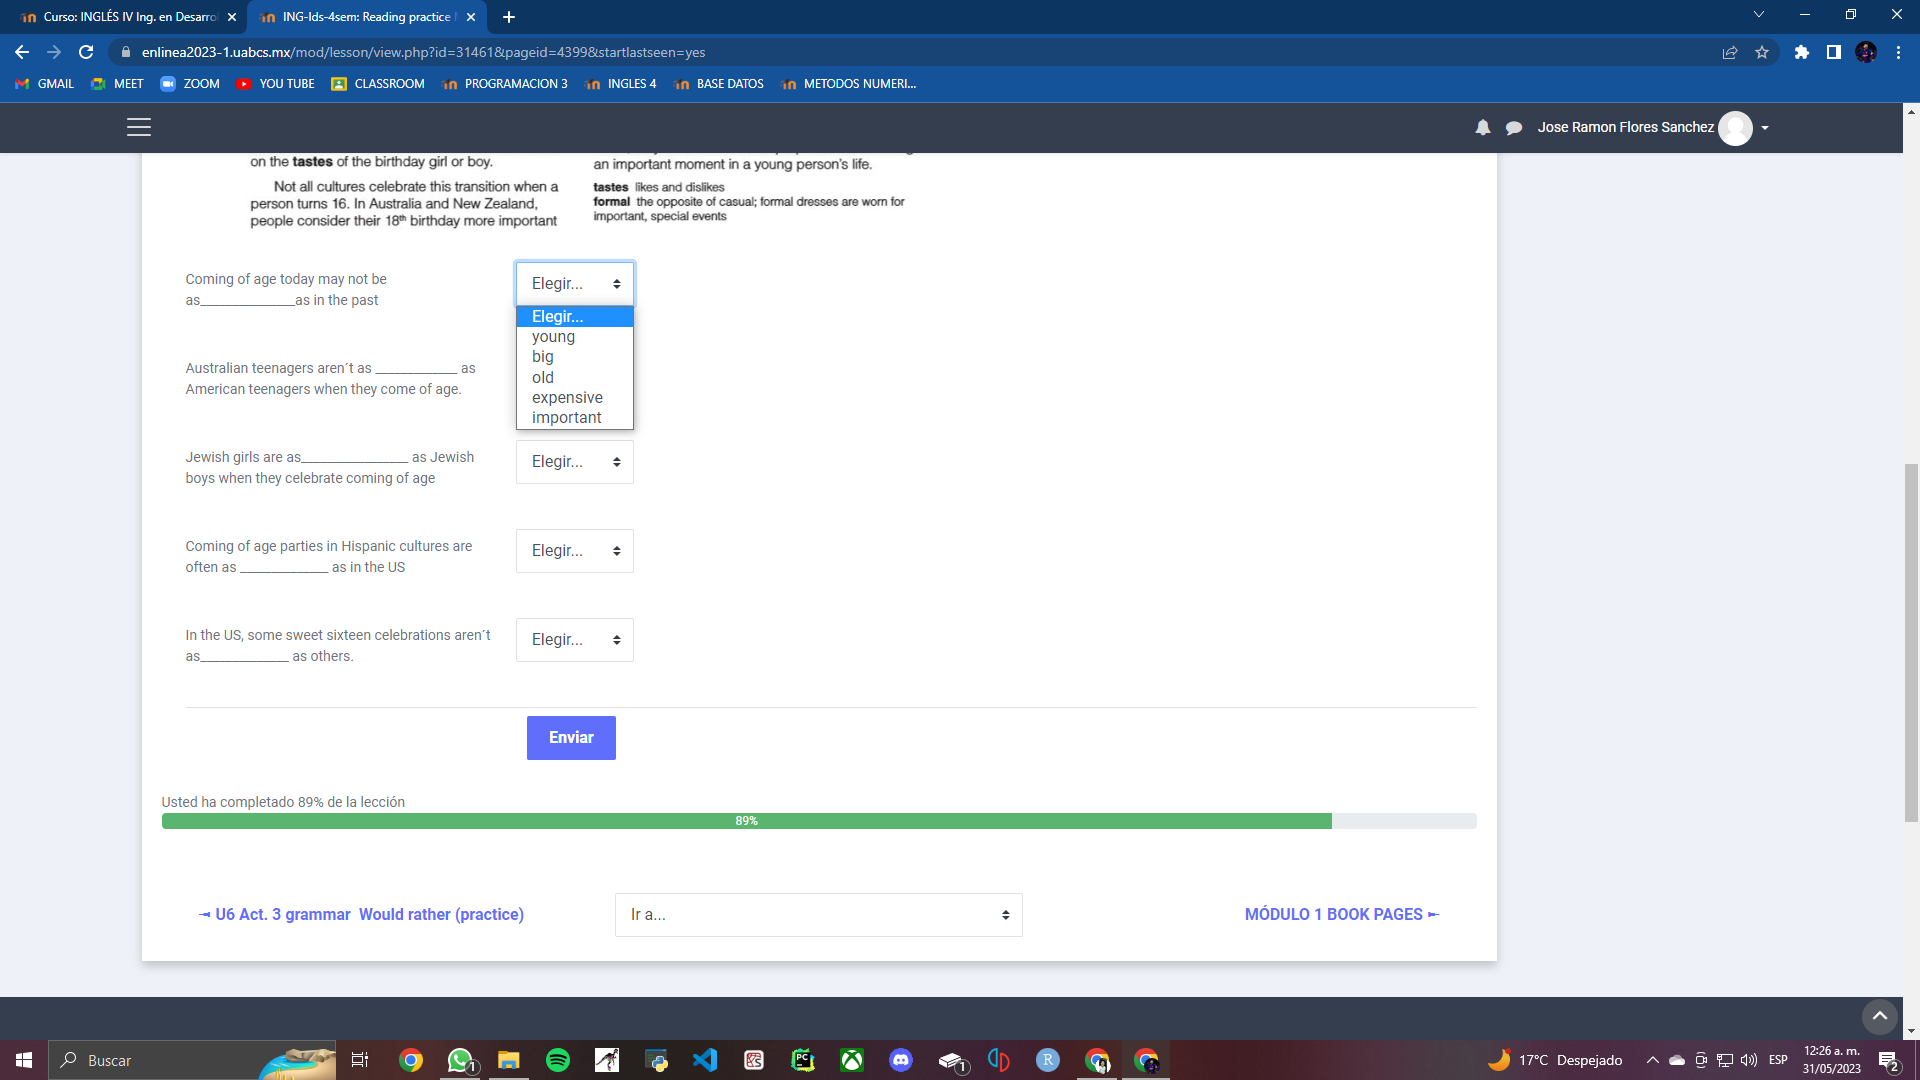 Curso: INGLÉS IV Ing. en Desarro
ING-Ids-4sem: Reading practice
enlinea2023-1.uabcs.mx/mod/lesson/view.php?id=31461&pageid=4399&startlastseen=yes
GMAIL MEET ZOOM YOU TUBE CLASSROOM PROGRAMACION 3 INGLES 4 BASE DATOS METODOS NUMERI...
Jose Ramon Flores Sanchez
on the tastes of the birthday girl or boy.
Not all cultures celebrate this transition when a
person turns 16. In Australia and New Zealand,
people consider their 18th birthday more important
an important moment in a young person's life.
tastes likes and dislikes
formal the opposite of casual; formal dresses are worn for
important, special events
Coming of age today may not be
as______________as in the past
Elegir...
Elegir...
young
big
old
expensive
important
Australian teenagers aren´t as ____________ as
American teenagers when they come of age.
Jewish girls are as________________ as Jewish
boys when they celebrate coming of age
Elegir...
Coming of age parties in Hispanic cultures are
often as _____________ as in the US
Elegir...
In the US, some sweet sixteen celebrations aren´t
as_____________ as others.
Elegir...
Enviar
Usted ha completado 89% de la lección
89%
U6 Act. 3 grammar Would rather (practice)
Ir a...
MÓDULO 1 BOOK PAGES
Buscar
1
PC
1
R
17°C Despejado
ESP
12:26 a. m.
31/05/2023
2